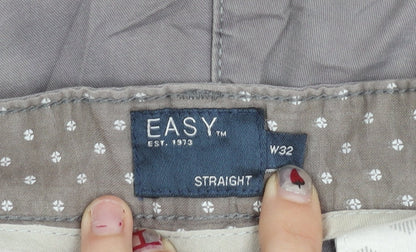 EASY™
EST. 1973
W32
STRAIGHT